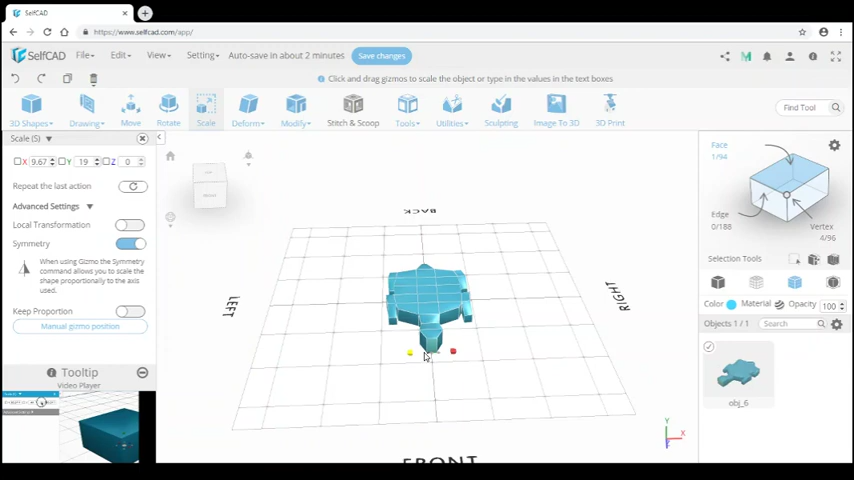 SelfCAD
https://www.selfcad.com/app/
SelfCAD File Edit View Setting Auto-save in about 2 minutes Save changes
Click and drag gizmos to scale the object or type in the values in the text boxes
3D Shapes Drawing Move Rotate Scale Deform Modify Stitch & Scoop Tools Utilities Sculpting Image To 3D 3D Print Find Tool
Scale (S)
X 9.67 Y 19 Z 0
Repeat the last action
Advanced Settings
Local Transformation
Symmetry
When using Gizmo the Symmetry
command allows you to scale the
shape proportionally to the axis
used.
Keep Proportion
Manual gizmo position
Tooltip
Video Player
BACK
LEFT
RIGHT
FRONT
Y
X
Z
Face
1/94
Edge
0/188
Vertex
4/96
Selection Tools
Color Material Opacity 100
Objects 1 / 1 Search
obj_6